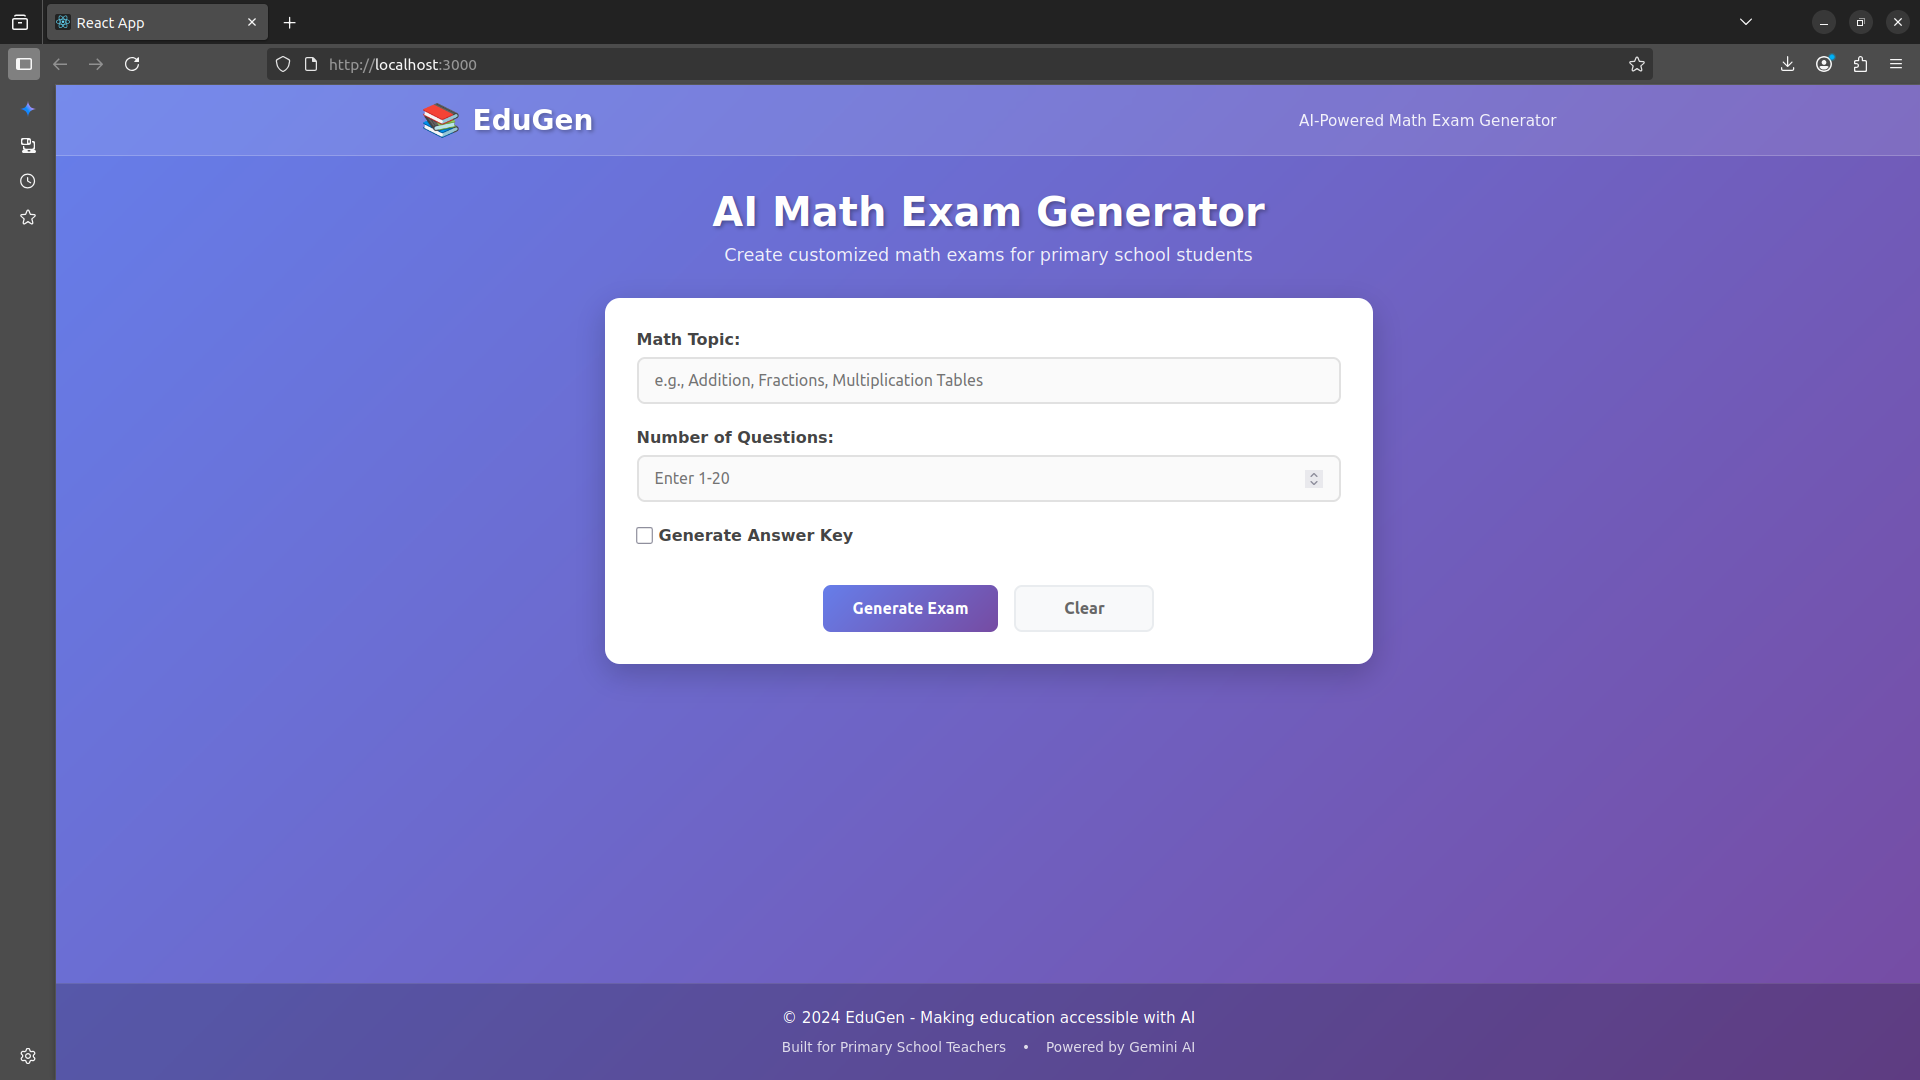 React App
http://localhost:3000
EduGen
AI-Powered Math Exam Generator
AI Math Exam Generator
Create customized math exams for primary school students
Math Topic:
e.g., Addition, Fractions, Multiplication Tables
Number of Questions:
Enter 1-20
Generate Answer Key
Generate Exam
Clear
© 2024 EduGen - Making education accessible with AI
Built for Primary School Teachers • Powered by Gemini AI